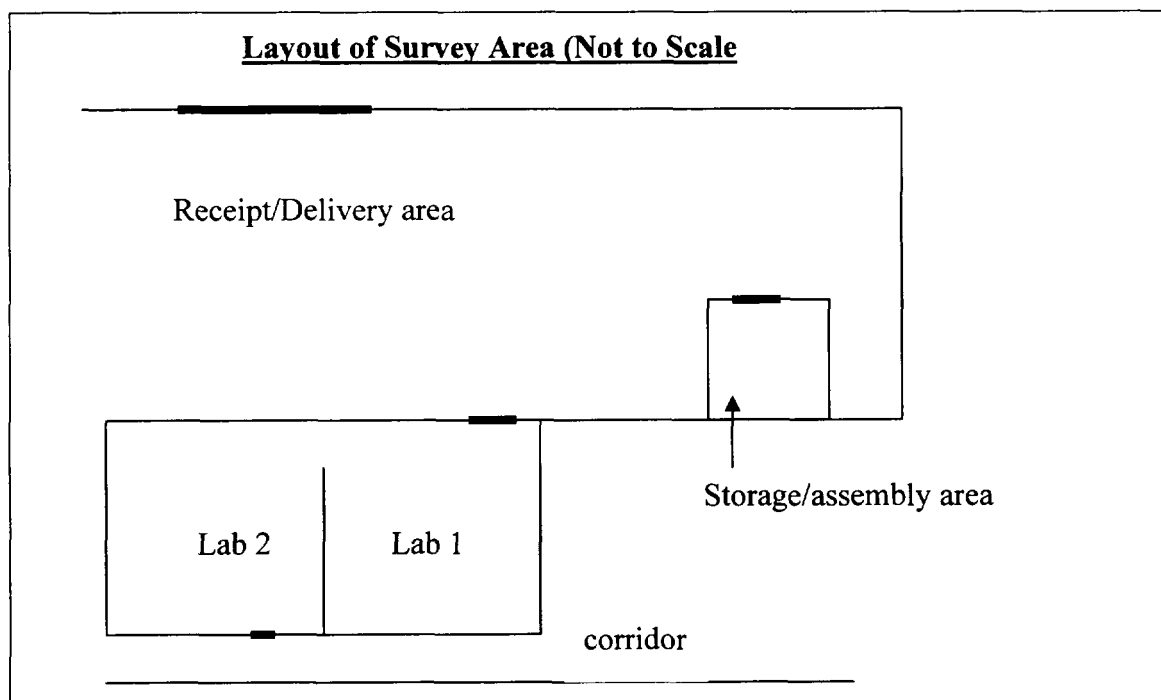 Layout of Survey Area (Not to Scale
Receipt/Delivery area
Storage/assembly area
Lab 2
Lab 1
corridor